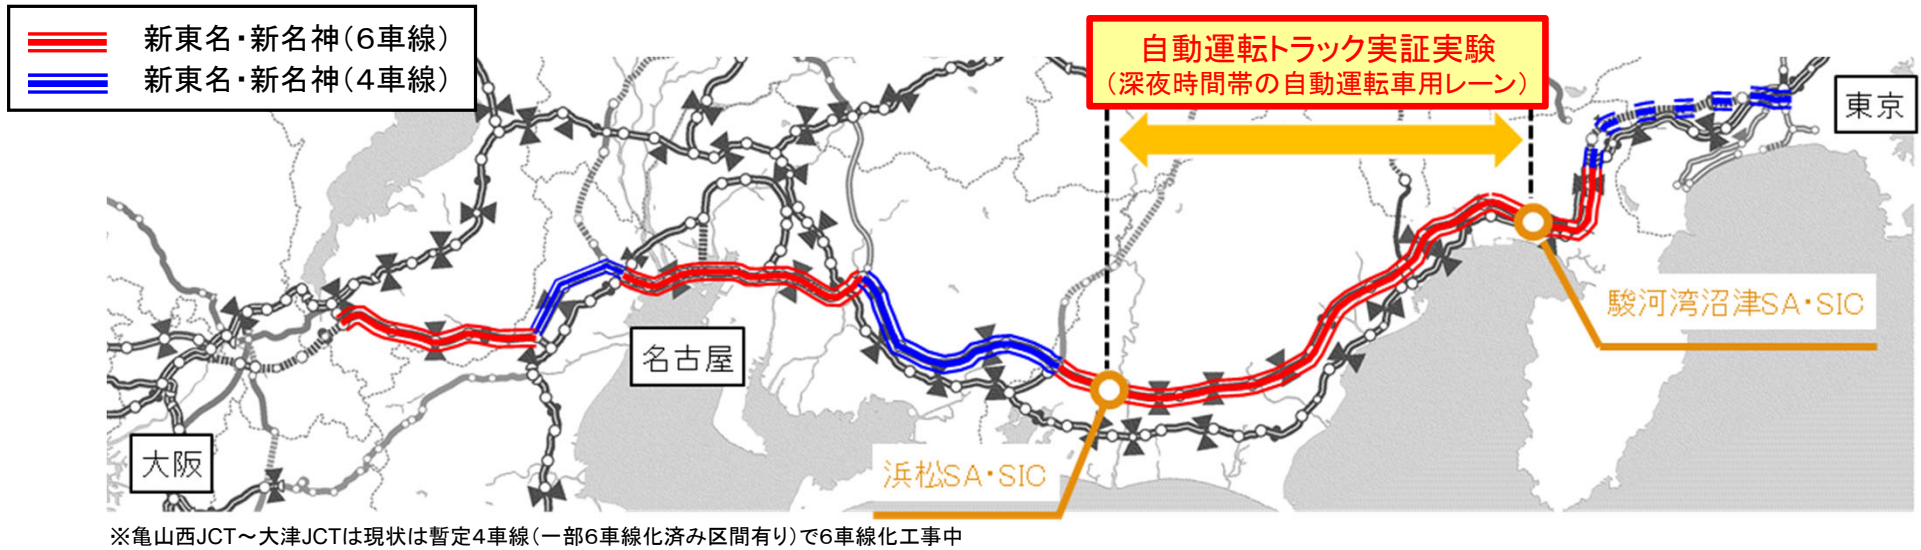 新東名・新名神(6車線)
新東名・新名神(4車線)
自動運転トラック実証実験
(深夜時間帯の自動運転車用レーン)
東京
駿河湾沼津SA・SIC
名古屋
大阪
浜松SA・SIC
※亀山西JCT～大津JCTは現状は暫定4車線(一部6車線化済み区間有り)で6車線化工事中